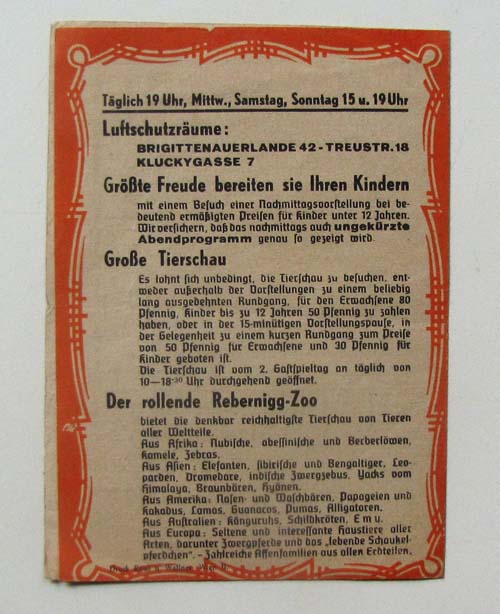 Täglich 19 Uhr, Mittw., Samstag, Sonntag 15 u. 19 Uhr
Luftschutzräume:
BRIGITTENAUERLANDE 42 - TREUSTR. 18
KLUCKYGASSE 7
Größte Freude bereiten sie Ihren Kindern
mit einem Besuch einer Nachmittagsvorstellung bei be-
deutend ermäßigten Preisen für Kinder unter 12 Jahren.
Wir versichern, daß das nachmittags auch ungekürzte
Abendprogramm genau so gezeigt wird.
Große Tierschau
Es lohnt sich unbedingt, die Tierschau zu besuchen, ent-
weder außerhalb der Vorstellungen zu einem beliebig
lang ausgedehnten Rundgang, für den Erwachsene 80
Pfennig, Kinder bis zu 12 Jahren 50 Pfennig zu zahlen
haben, oder in der 15-minütigen Vorstellungspause, in
der Gelegenheit zu einem kurzen Rundgang zum Preise
von 50 Pfennig fur Erwachsene und 30 Pfennig für
Kinder geboten ist.
Die Tierschau ist vom 2. Gastspieltag an täglich von
10—18·30 Uhr durchgehend geöffnet.
Der rollende Rebernigg-Zoo
bietet die denkbar reichhaltigste Tierschau von Tieren
aller Weltteile.
Aus Afrika: Nubische, abessinische und Berberlöwen,
Kamele, Zebras.
Aus Asien: Elefanten, sibirische und Bengaltiger, Leo-
parden, Dromedare, indische Zwergzebus, Yacks vom
Himalaya, Braunbären, Hyänen.
Aus Amerika: Nasen- und Waschbären, Papageien und
Kakadus, Lamas, Guanacos, Pumas, Alligatoren.
Aus Australien: Känguruhs, Schildkröten, Emu.
Aus Europa: Seltene und interessante Haustiere aller
Arten, darunter Zwergpferde und das „lebende Schaukel-
pferdchen“. – Zahlreiche Affenfamilien aus allen Erdteilen.
Druck